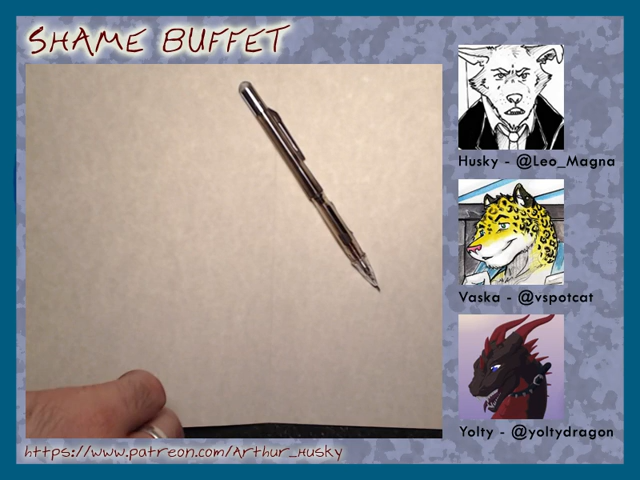 SHAME BUFFET
Husky - @Leo_Magna
Vaska - @vspotcat
Yolty - @yoltydragon
https://www.patreon.com/Arthur_Husky